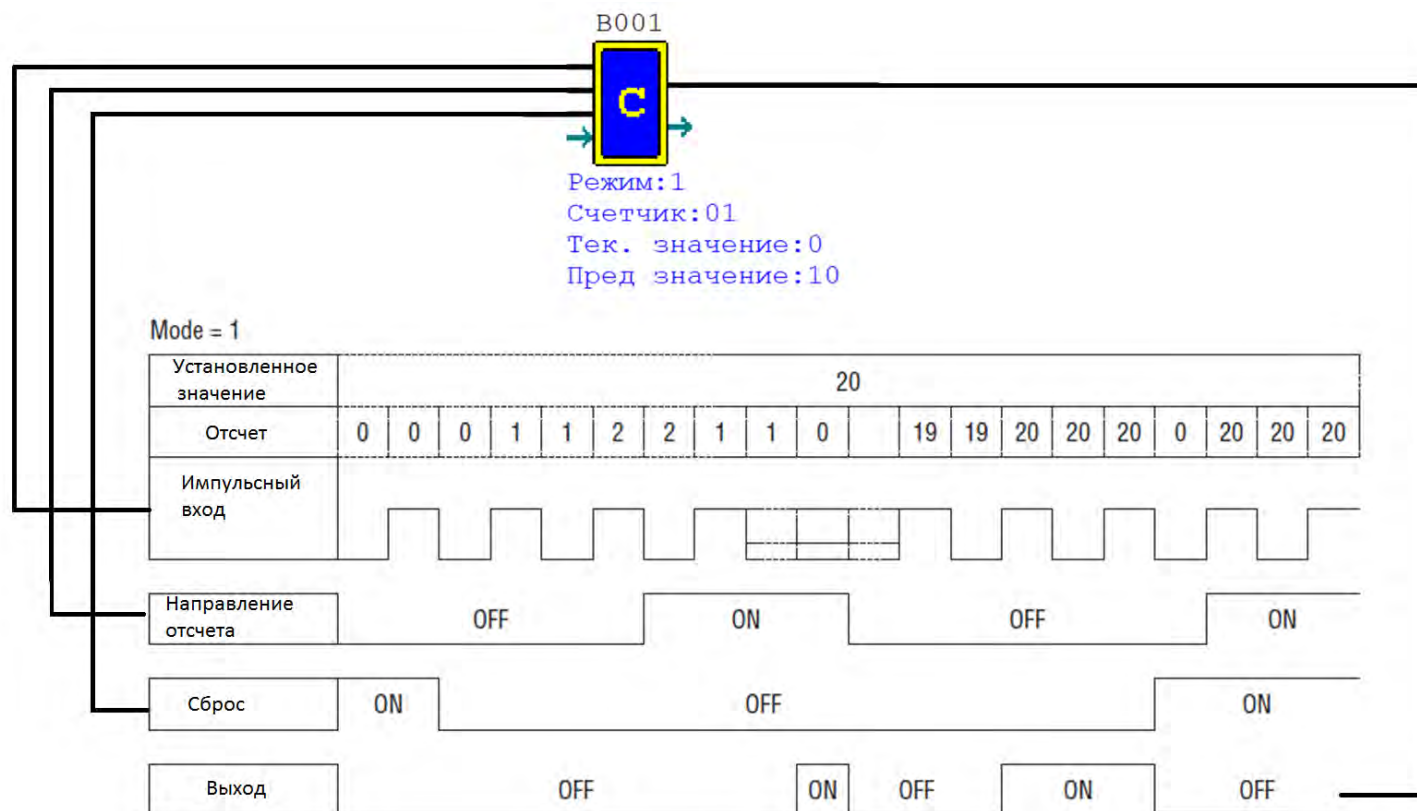 B001
C
Режим:1
Счетчик:01
Тек. значение:0
Пред значение:10
Mode = 1
Установленное
значение
20
Отсчет 0 0 0 1 1 2 2 1 1 0 19 19 20 20 20 0 20 20 20
Импульсный
вход
Направление
отсчета
OFF ON OFF ON
Сброс ON OFF ON
Выход OFF ON OFF ON OFF